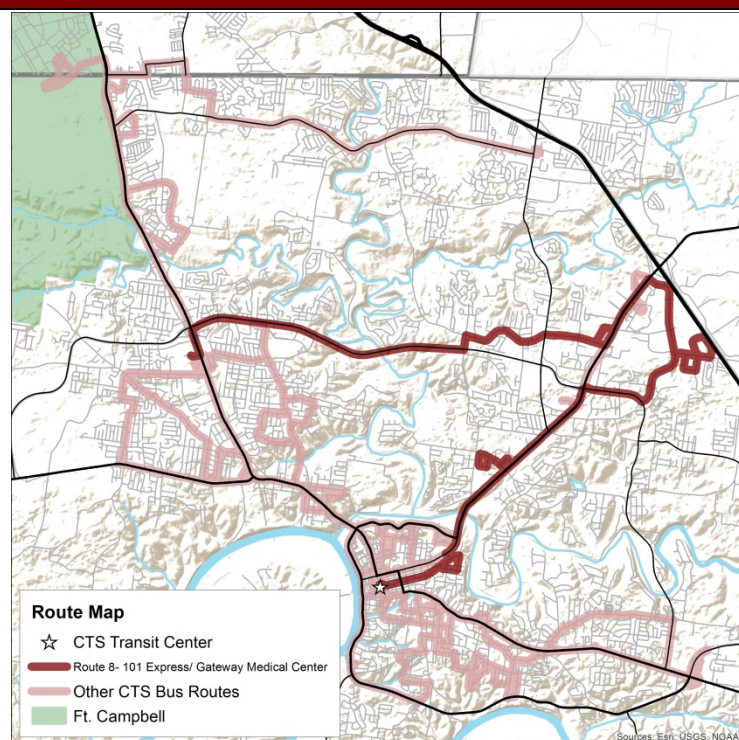 Route Map
CTS Transit Center
Route 8- 101 Express/ Gateway Medical Center
Other CTS Bus Routes
Ft. Campbell
Sources: Esri, USGS, NOAA